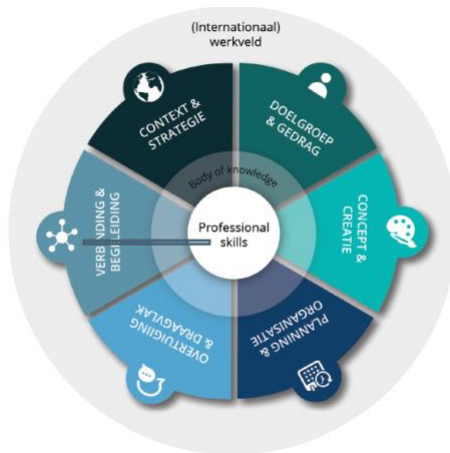 (Internationaal)
werkveld
CONTEXT &
STRATEGIE
DOELGROEP
& GEDRAG
CONCEPT &
CREATIE
PLANNING &
ORGANISATIE
OVERTUIGING
& DRAAGVLAK
VERBINDING &
BEGELEIDING
Body of knowledge
Professional
skills